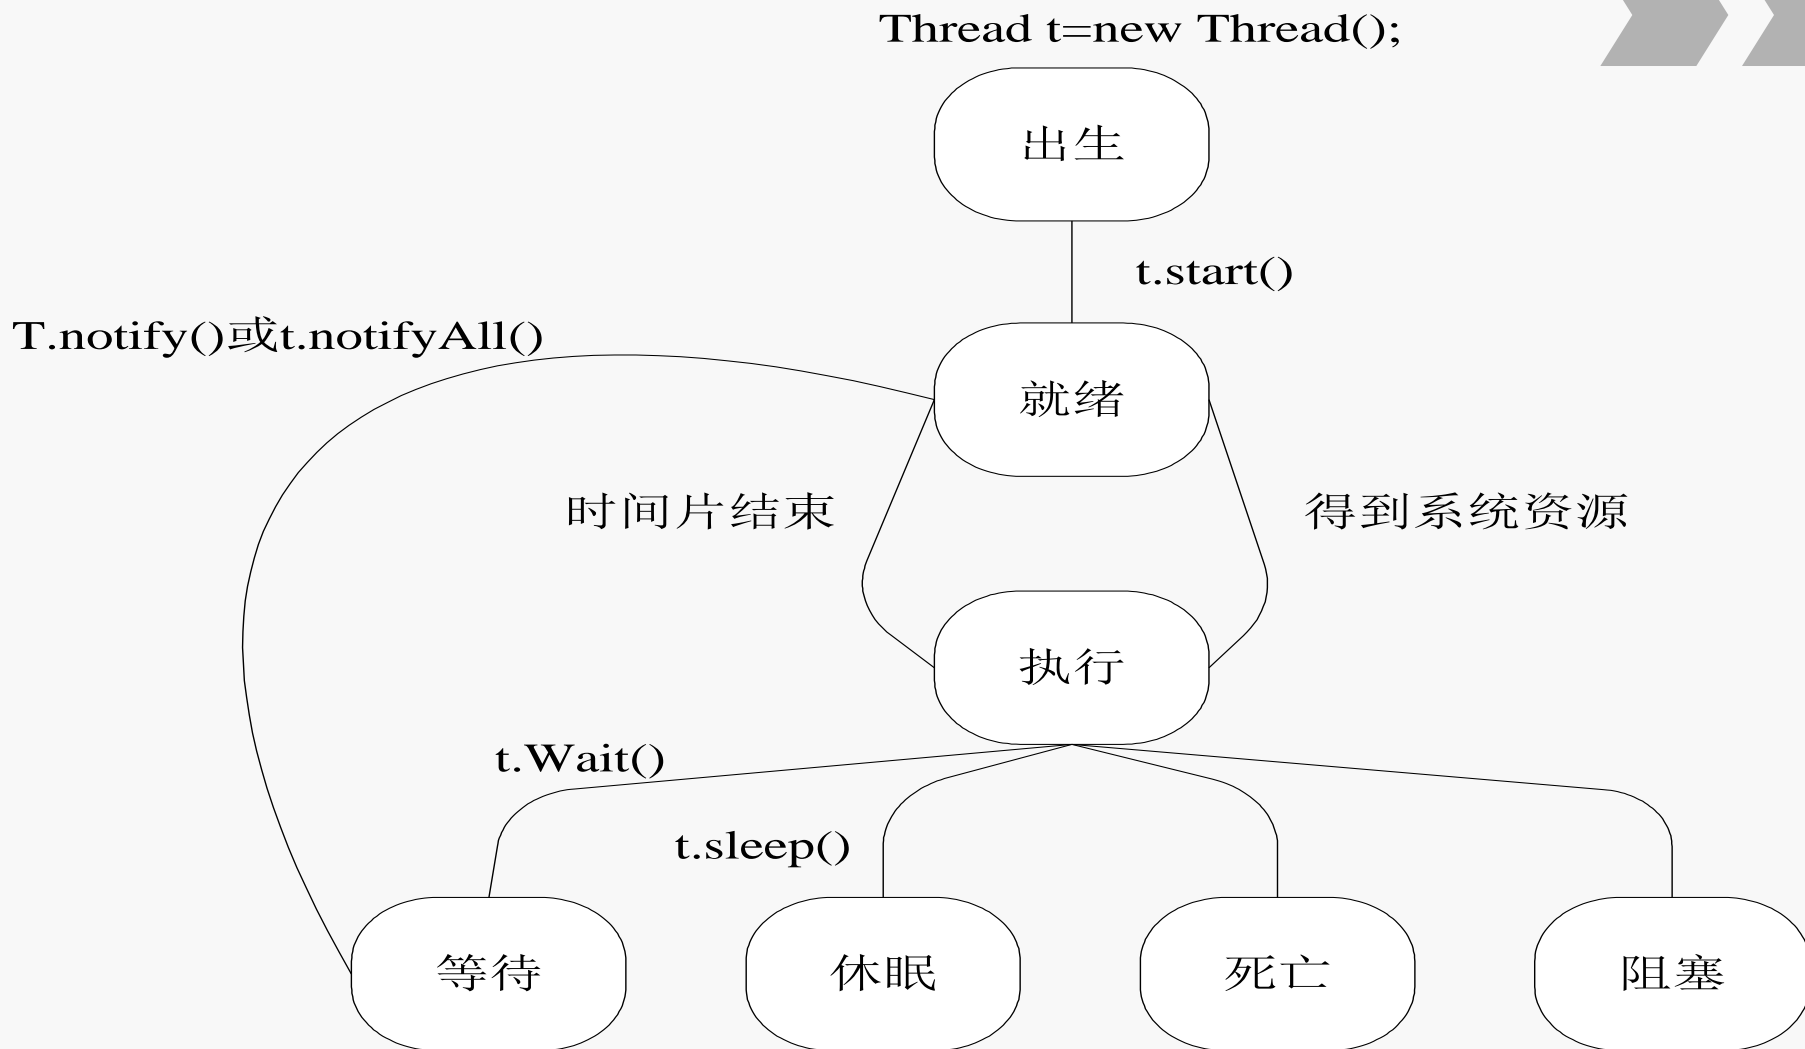 Thread t=new Thread();
出生
t.start()
T.notify()或t.notifyAll()
就绪
时间片结束
得到系统资源
执行
t.Wait()
t.sleep()
等待
休眠
死亡
阻塞